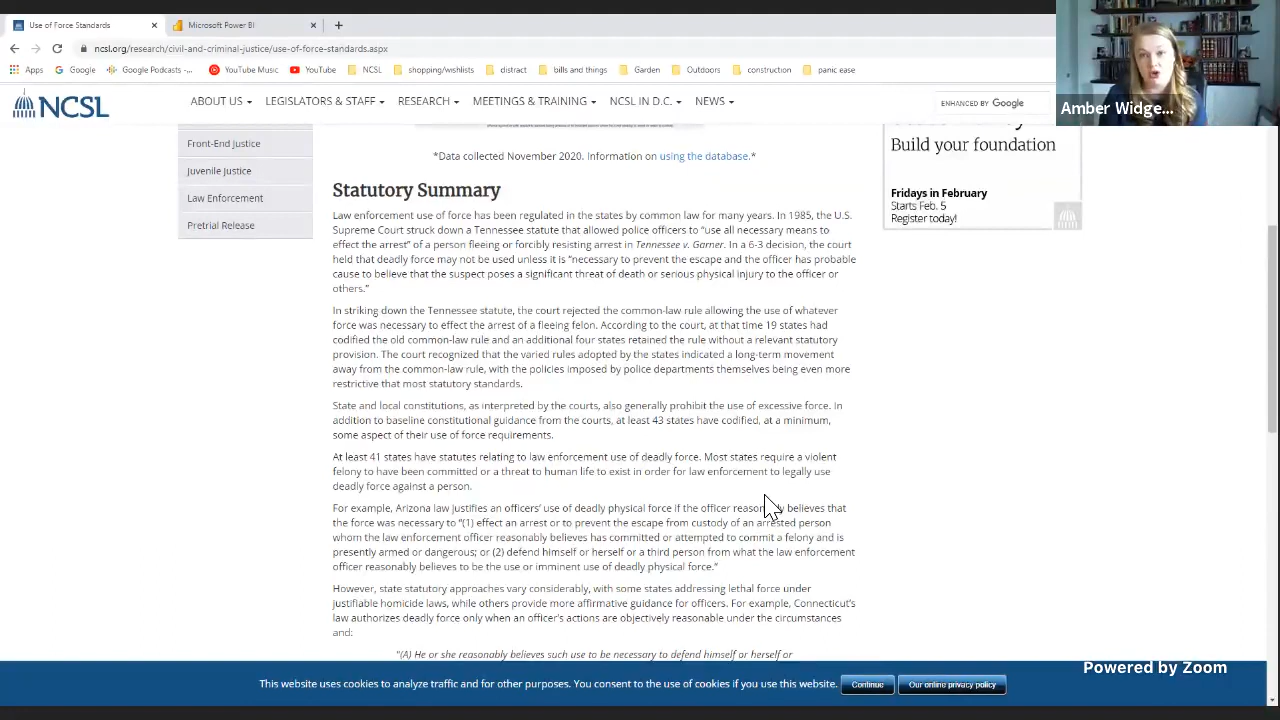 Use of Force Standards
Microsoft Power BI
ncsl.org/research/civil-and-criminal-justice/use-of-force-standards.aspx
Apps
Google
Google Podcasts -...
YouTube Music
YouTube
NCSL
shopping/wishlists
distract
bills and things
Garden
Outdoors
construction
panic ease
Amber Widge...
NCSL
ABOUT US
LEGISLATORS & STAFF
RESEARCH
MEETINGS & TRAINING
NCSL IN D.C.
NEWS
ENHANCED BY Google
Front-End Justice
Juvenile Justice
Law Enforcement
Pretrial Release
*Data collected November 2020. Information on using the database.*
Statutory Summary
Law enforcement use of force has been regulated in the states by common law for many years. In 1985, the U.S.
Supreme Court struck down a Tennessee statute that allowed police officers to “use all necessary means to
effect the arrest” of a person fleeing or forcibly resisting arrest in Tennessee v. Garner. In a 6-3 decision, the court
held that deadly force may not be used unless it is “necessary to prevent the escape and the officer has probable
cause to believe that the suspect poses a significant threat of death or serious physical injury to the officer or
others.”
In striking down the Tennessee statute, the court rejected the common-law rule allowing the use of whatever
force was necessary to effect the arrest of a fleeing felon. According to the court, at that time 19 states had
codified the old common-law rule and an additional four states retained the rule without a relevant statutory
provision. The court recognized that the varied rules adopted by the states indicated a long-term movement
away from the common-law rule, with the policies imposed by police departments themselves being even more
restrictive that most statutory standards.
State and local constitutions, as interpreted by the courts, also generally prohibit the use of excessive force. In
addition to baseline constitutional guidance from the courts, at least 43 states have codified, at a minimum,
some aspect of their use of force requirements.
At least 41 states have statutes relating to law enforcement use of deadly force. Most states require a violent
felony to have been committed or a threat to human life to exist in order for law enforcement to legally use
deadly force against a person.
For example, Arizona law justifies an officers’ use of deadly physical force if the officer believes that
the force was necessary to “(1) effect an arrest or to prevent the escape from custody of an arrested person
whom the law enforcement officer reasonably believes has committed or attempted to commit a felony and is
presently armed or dangerous; or (2) defend himself or herself or a third person from what the law enforcement
officer reasonably believes to be the use or imminent use of deadly physical force.”
However, state statutory approaches vary considerably, with some states addressing lethal force under
justifiable homicide laws, while others provide more affirmative guidance for officers. For example, Connecticut’s
law authorizes deadly force only when an officer’s actions are objectively reasonable under the circumstances
and:
“(A) He or she reasonably believes such use to be necessary to defend himself or herself or
Build your foundation
Fridays in February
Starts Feb. 5
Register today!
This website uses cookies to analyze traffic and for other purposes. You consent to the use of cookies if you use this website.
Continue
Our online privacy policy
Powered by Zoom